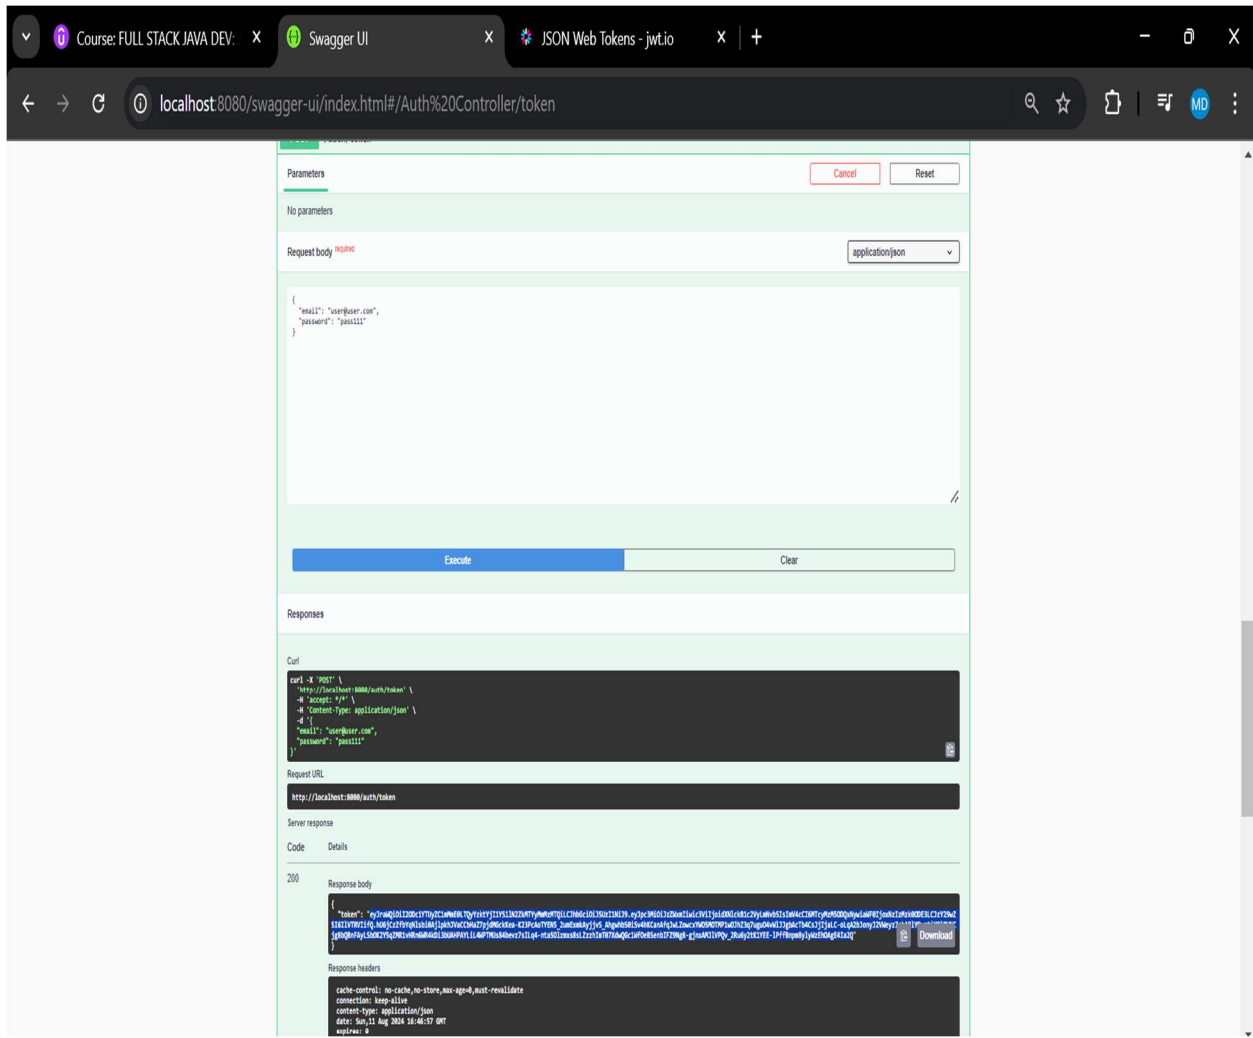 Course: FULL STACK JAVA DEV:
Swagger UI
JSON Web Tokens - jwt.io
localhost:8080/swagger-ui/index.html#/Auth%20Controller/token
MD
Parameters
Cancel
Reset
No parameters
Request body required
application/json
{
"email": "user@user.com",
"password": "pass111"
}
Execute
Clear
Responses
Curl
curl -X 'POST' \
'http://localhost:8080/auth/token' \
-H 'accept: */*' \
-H 'Content-Type: application/json' \
-d '{
"email": "user@user.com",
"password": "pass111"
}'
Request URL
http://localhost:8080/auth/token
Server response
Code Details
200
Response body
{
"token":
Download
}
Response headers
cache-control: no-cache,no-store,max-age=0,must-revalidate
connection: keep-alive
content-type: application/json
date: Sun,11 Aug 2024 16:46:57 GMT
expires: 0